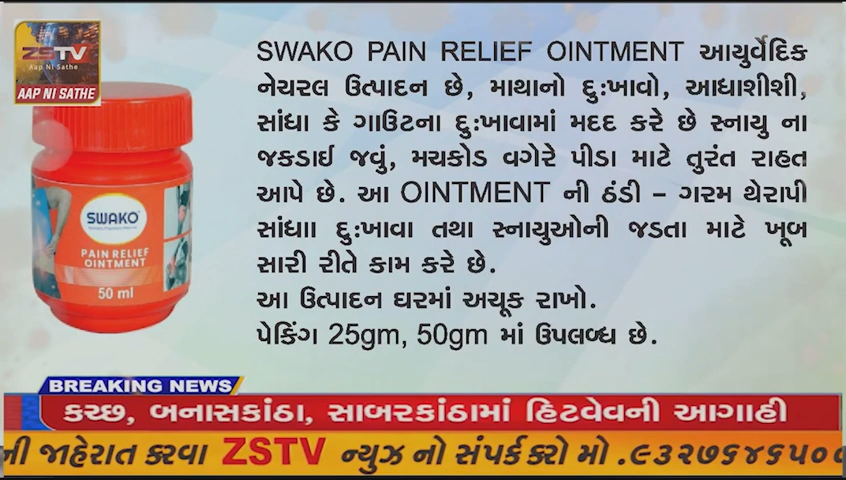 ZSTV
Aap Ni Sathe
AAP NI SATHE
SWAKO PAIN RELIEF OINTMENT આયુર્વેદિક
નેચરલ ઉત્પાદન છે, માથાનો દુઃખાવો, આધાશીશી,
સાંધા કે ગાઉટના દુઃખાવામાં મદદ કરે છે સ્નાયુ ના
જકડાઈ જવું, મચકોડ વગેરે પીડા માટે તુરંત રાહત
આપે છે. આ OINTMENT ની ઠંડી – ગરમ થેરાપી
સાંધાા દુઃખાવા તથા સ્નાયુઓની જડતા માટે ખૂબ
સારી રીતે કામ કરે છે.
આ ઉત્પાદન ઘરમાં અચૂક રાખો.
પેકિંગ 25gm, 50gm માં ઉપલબ્ધ છે.
SWAKO
PAIN RELIEF
OINTMENT
50 ml
BREAKING NEWS
કચ્છ, બનાસકાંઠા, સાબરકાંઠામાં હિટવેવની આગાહી
ની જાહેરાત કરવા ZSTV ન્યુઝ નો સંપર્ક કરો મો .૯૩૨૭૬૪૬૫૦૦